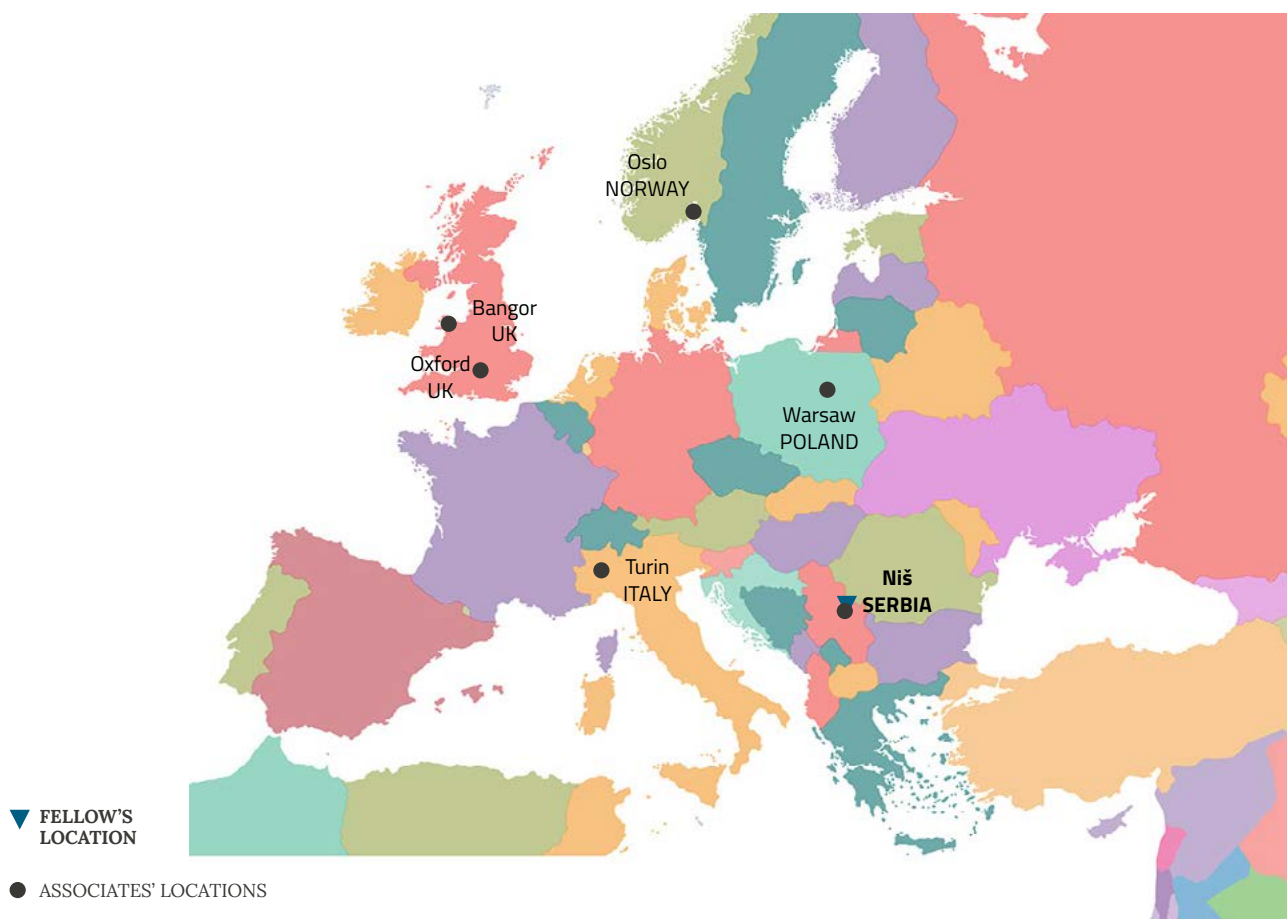 Oslo
NORWAY
Bangor
UK
Oxford
UK
Warsaw
POLAND
Turin
ITALY
Niš
SERBIA
FELLOW'S
LOCATION
ASSOCIATES' LOCATIONS